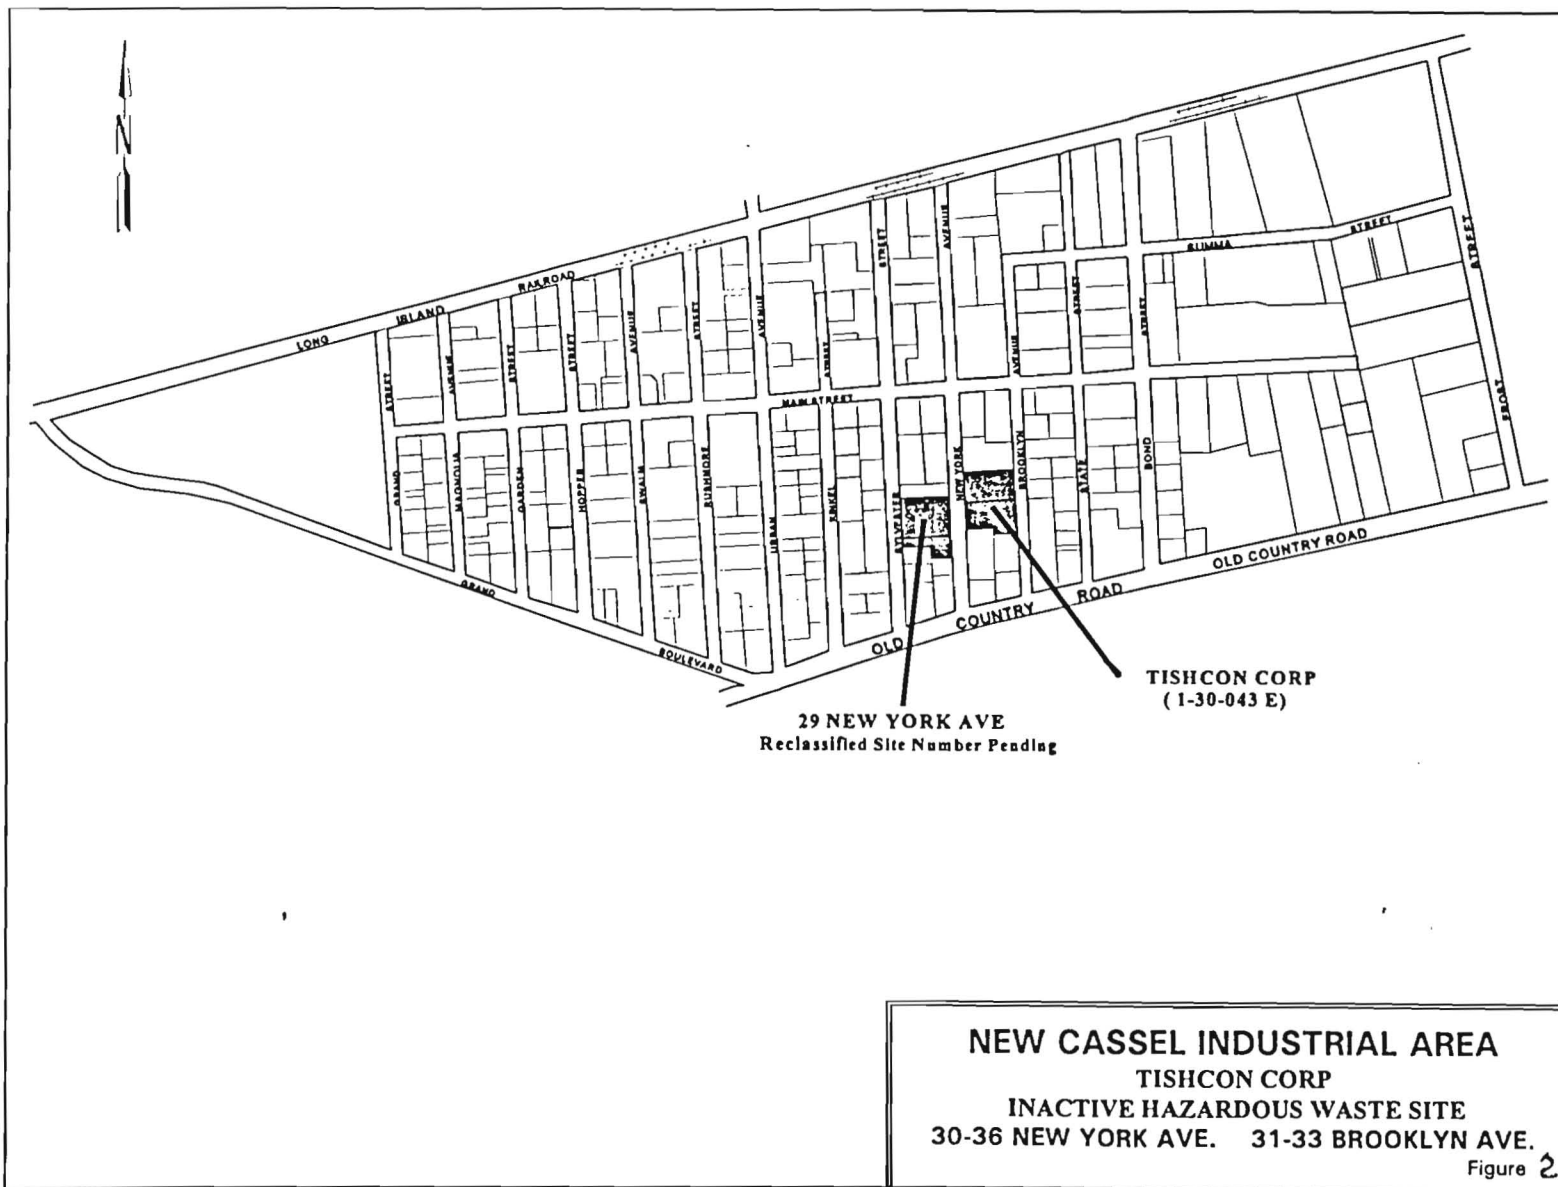 N
LONG ISLAND RAILROAD
STREET
AVENUE
STREET
STREET
AVENUE
STREET
AVENUE
STREET
STREET
AVENUE
AVENUE
STREET
STREET
SUMMA STREET
STREET
MAIN STREET
GRAND
MAGNOLIA
GARDEN
HOPPER
SWALM
RUSHMORE
URBAN
KINKEL
SYLVESTER
NEW YORK
BROOKLYN
STATE
BOND
FROST
GRAND BOULEVARD
OLD COUNTRY ROAD
OLD COUNTRY ROAD
TISHCON CORP
( 1-30-043 E)
29 NEW YORK AVE
Reclassified Site Number Pending
NEW CASSEL INDUSTRIAL AREA
TISHCON CORP
INACTIVE HAZARDOUS WASTE SITE
30-36 NEW YORK AVE. 31-33 BROOKLYN AVE.
Figure 2